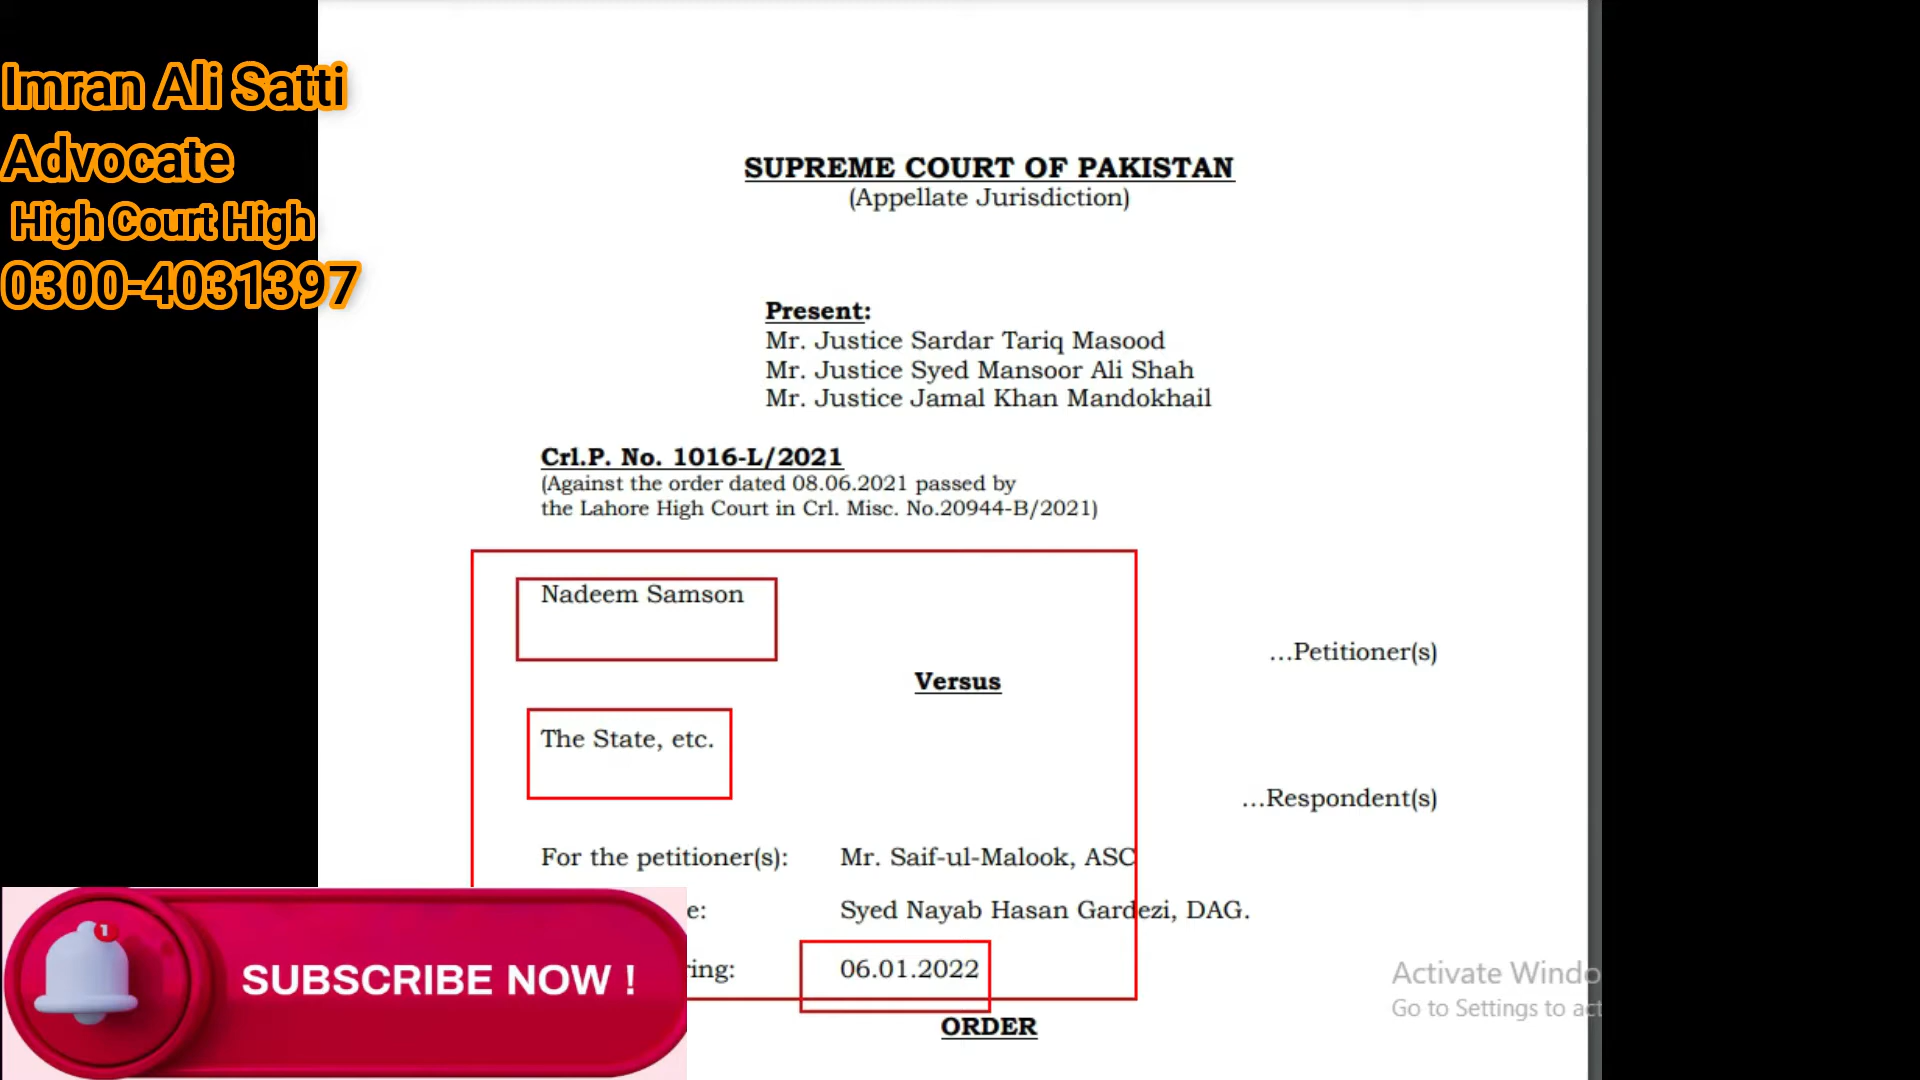 Imran Ali Satti
Advocate
High Court High
0300-4031397
SUPREME COURT OF PAKISTAN
(Appellate Jurisdiction)
Present:
Mr. Justice Sardar Tariq Masood
Mr. Justice Syed Mansoor Ali Shah
Mr. Justice Jamal Khan Mandokhail
Crl.P. No. 1016-L/2021
(Against the order dated 08.06.2021 passed by
the Lahore High Court in Crl. Misc. No.20944-B/2021)
Nadeem Samson
...Petitioner(s)
Versus
The State, etc.
...Respondent(s)
For the petitioner(s): Mr. Saif-ul-Malook, ASC
e: Syed Nayab Hasan Gardezi, DAG.
ring: 06.01.2022
ORDER
1
SUBSCRIBE NOW !
Activate Windo
Go to Settings to act